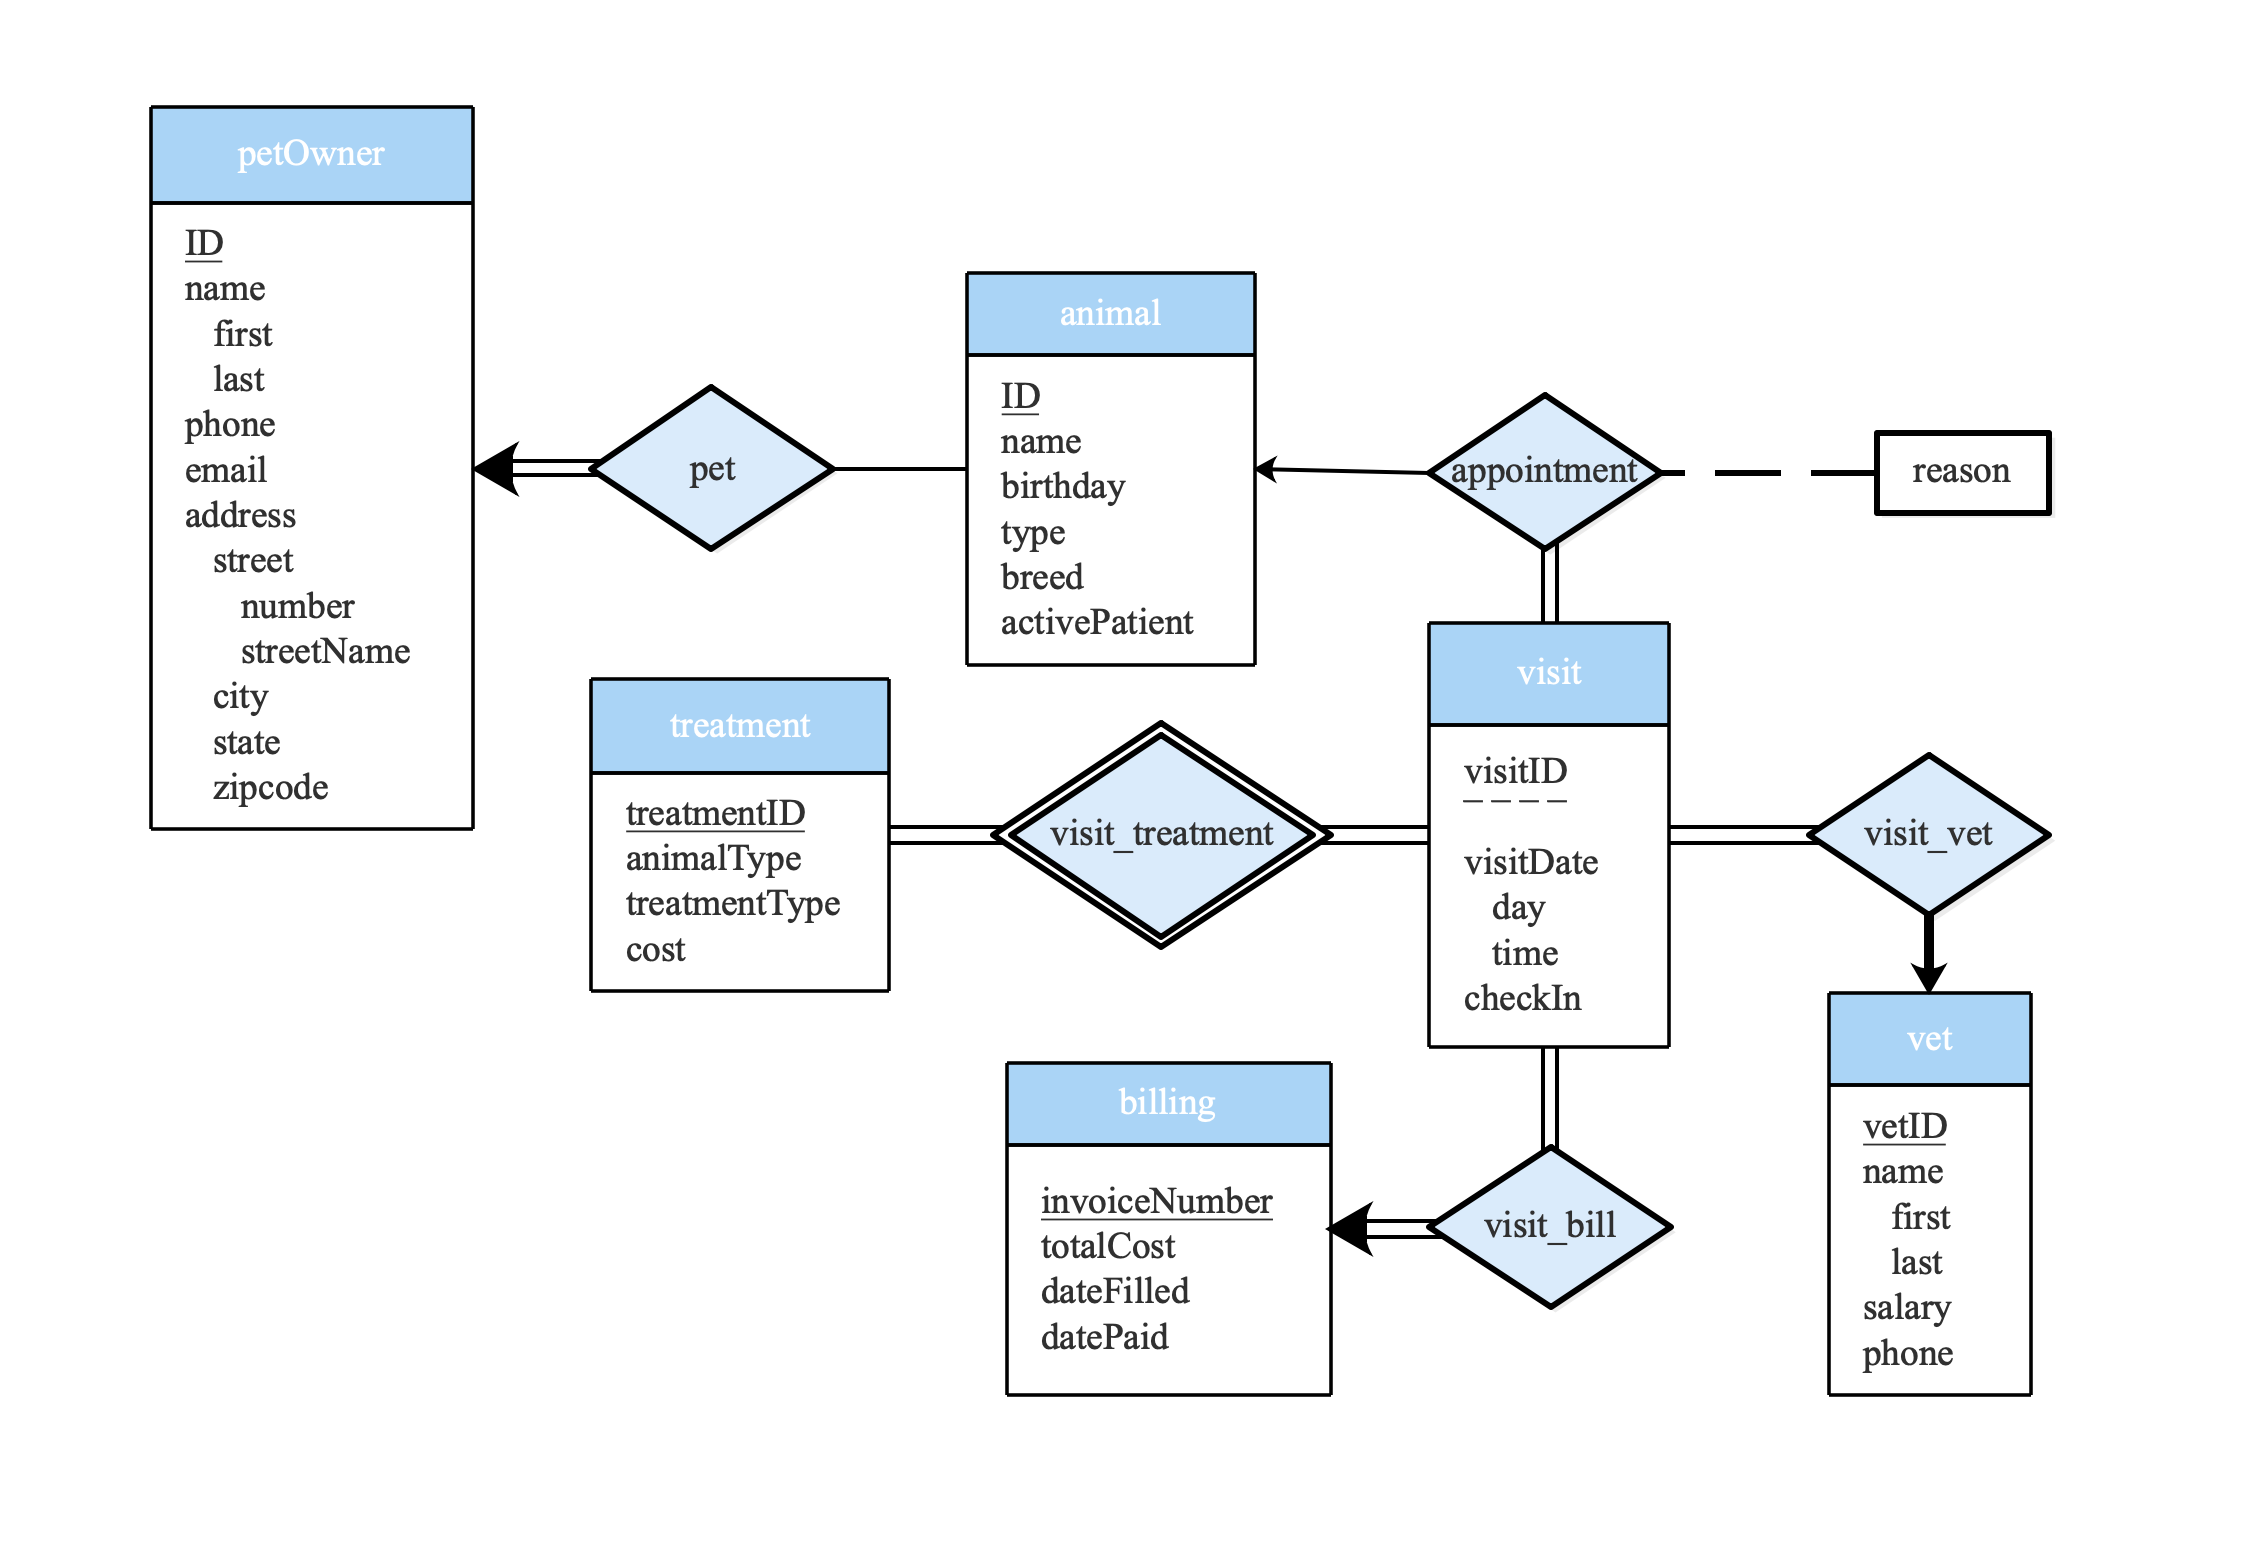 petOwner
ID
name
first
last
phone
email
address
street
number
streetName
city
state
zipcode
pet
animal
ID
name
birthday
type
breed
activePatient
appointment
reason
treatment
treatmentID
animalType
treatmentType
cost
visit_treatment
visit
visitID
visitDate
day
time
checkIn
visit_vet
vet
vetID
name
first
last
salary
phone
billing
invoiceNumber
totalCost
dateFilled
datePaid
visit_bill